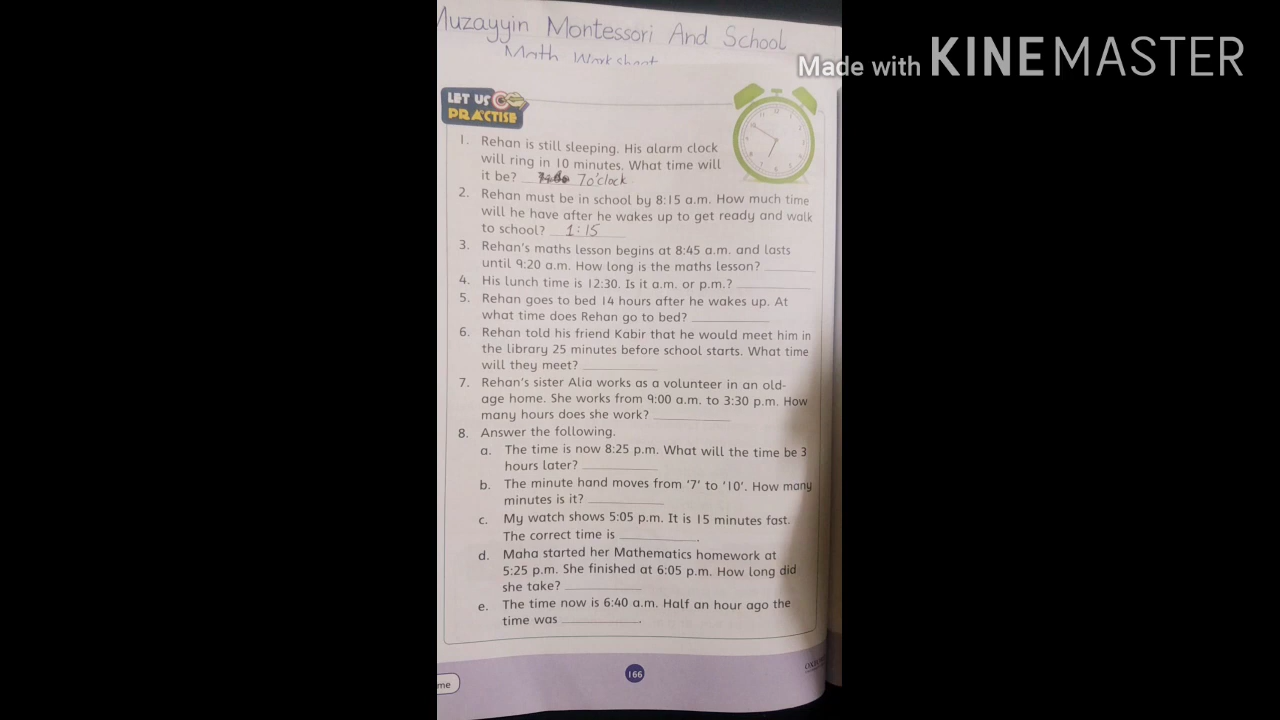 Muzayyin Montessori And School
Math Worksheet
Made with KINEMASTER
LET US
PRACTISE
1. Rehan is still sleeping. His alarm clock
will ring in 10 minutes. What time will
it be? 7o'clock
2. Rehan must be in school by 8:15 a.m. How much time
will he have after he wakes up to get ready and walk
to school? 1:15
3. Rehan's maths lesson begins at 8:45 a.m. and lasts
until 9:20 a.m. How long is the maths lesson?
4. His lunch time is 12:30. Is it a.m. or p.m.?
5. Rehan goes to bed 14 hours after he wakes up. At
what time does Rehan go to bed?
6. Rehan told his friend Kabir that he would meet him in
the library 25 minutes before school starts. What time
will they meet?
7. Rehan's sister Alia works as a volunteer in an old-
age home. She works from 9:00 a.m. to 3:30 p.m. How
many hours does she work?
8. Answer the following.
a. The time is now 8:25 p.m. What will the time be 3
hours later?
b. The minute hand moves from '7' to '10'. How many
minutes is it?
c. My watch shows 5:05 p.m. It is 15 minutes fast.
The correct time is .
d. Maha started her Mathematics homework at
5:25 p.m. She finished at 6:05 p.m. How long did
she take?
e. The time now is 6:40 a.m. Half an hour ago the
time was .
166
me